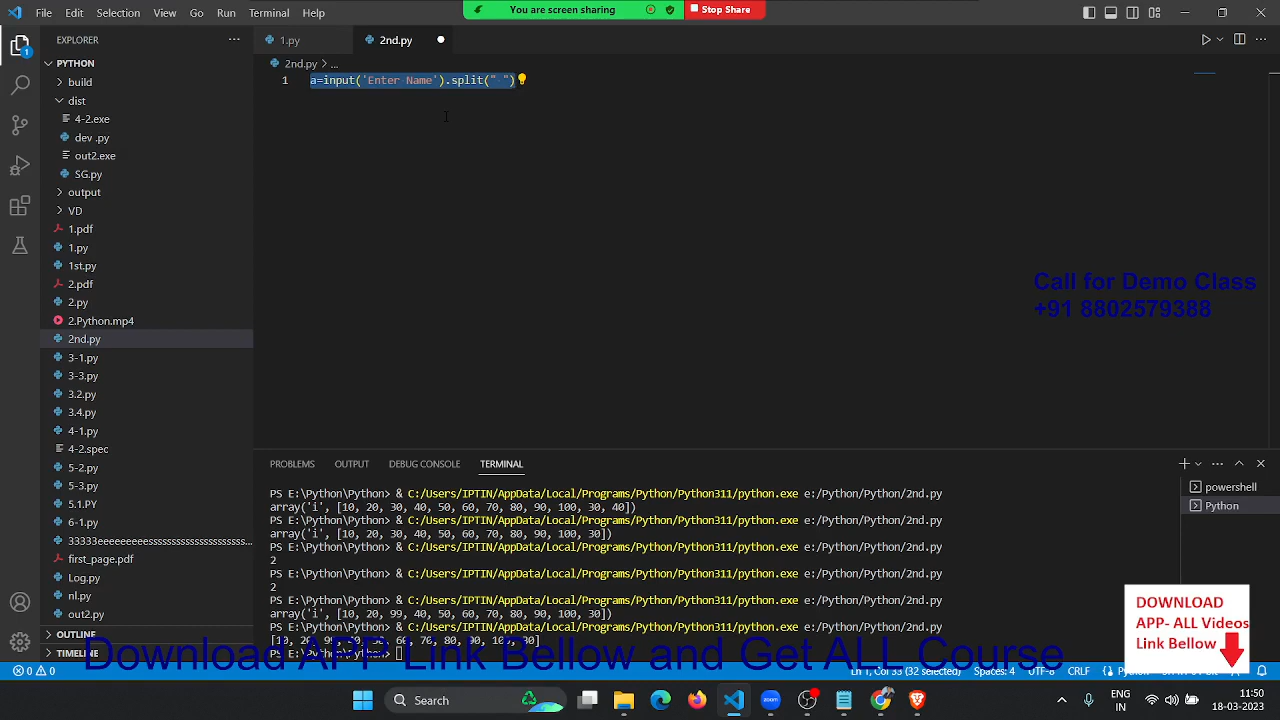 File Edit Selection View Go Run Terminal Help
You are screen sharing
Stop Share
EXPLORER
1.py
2nd.py
PYTHON
2nd.py > ...
1
a=input('Enter Name').split(" ")
build
dist
4-2.exe
dev .py
out2.exe
SG.py
output
VD
1.pdf
1.py
1st.py
2.pdf
2.py
2.Python.mp4
2nd.py
3-1.py
3-3.py
3.2.py
3.4.py
4-1.py
4-2.spec
5-2.py
5-3.py
5.1.PY
6-1.py
first_page.pdf
Log.py
nl.py
out2.py
OUTLINE
TIMELINE
Call for Demo Class
+91 8802579388
PROBLEMS OUTPUT DEBUG CONSOLE TERMINAL
powershell
Python
PS E:\Python\Python> & C:/Users/IPTIN/AppData/Local/Programs/Python/Python311/python.exe e:/Python/Python/2nd.py
array('i', [10, 20, 30, 40, 50, 60, 70, 80, 90, 100, 30, 40])
PS E:\Python\Python> & C:/Users/IPTIN/AppData/Local/Programs/Python/Python311/python.exe e:/Python/Python/2nd.py
array('i', [10, 20, 30, 40, 50, 60, 70, 80, 90, 100, 30])
PS E:\Python\Python> & C:/Users/IPTIN/AppData/Local/Programs/Python/Python311/python.exe e:/Python/Python/2nd.py
2
PS E:\Python\Python> & C:/Users/IPTIN/AppData/Local/Programs/Python/Python311/python.exe e:/Python/Python/2nd.py
2
PS E:\Python\Python> & C:/Users/IPTIN/AppData/Local/Programs/Python/Python311/python.exe e:/Python/Python/2nd.py
array('i', [10, 20, 99, 40, 50, 60, 70, 80, 90, 100, 30])
PS E:\Python\Python> & C:/Users/IPTIN/AppData/Local/Programs/Python/Python311/python.exe e:/Python/Python/2nd.py
PS E:\Python\Python>
Download APP Link Bellow and Get ALL Course
DOWNLOAD
APP- ALL Videos
Link Bellow
0 0
Ln 1, Col 33 (32 selected) Spaces: 4 UTF-8 CRLF
Search
zoom
ENG
IN
11:50
18-03-2023